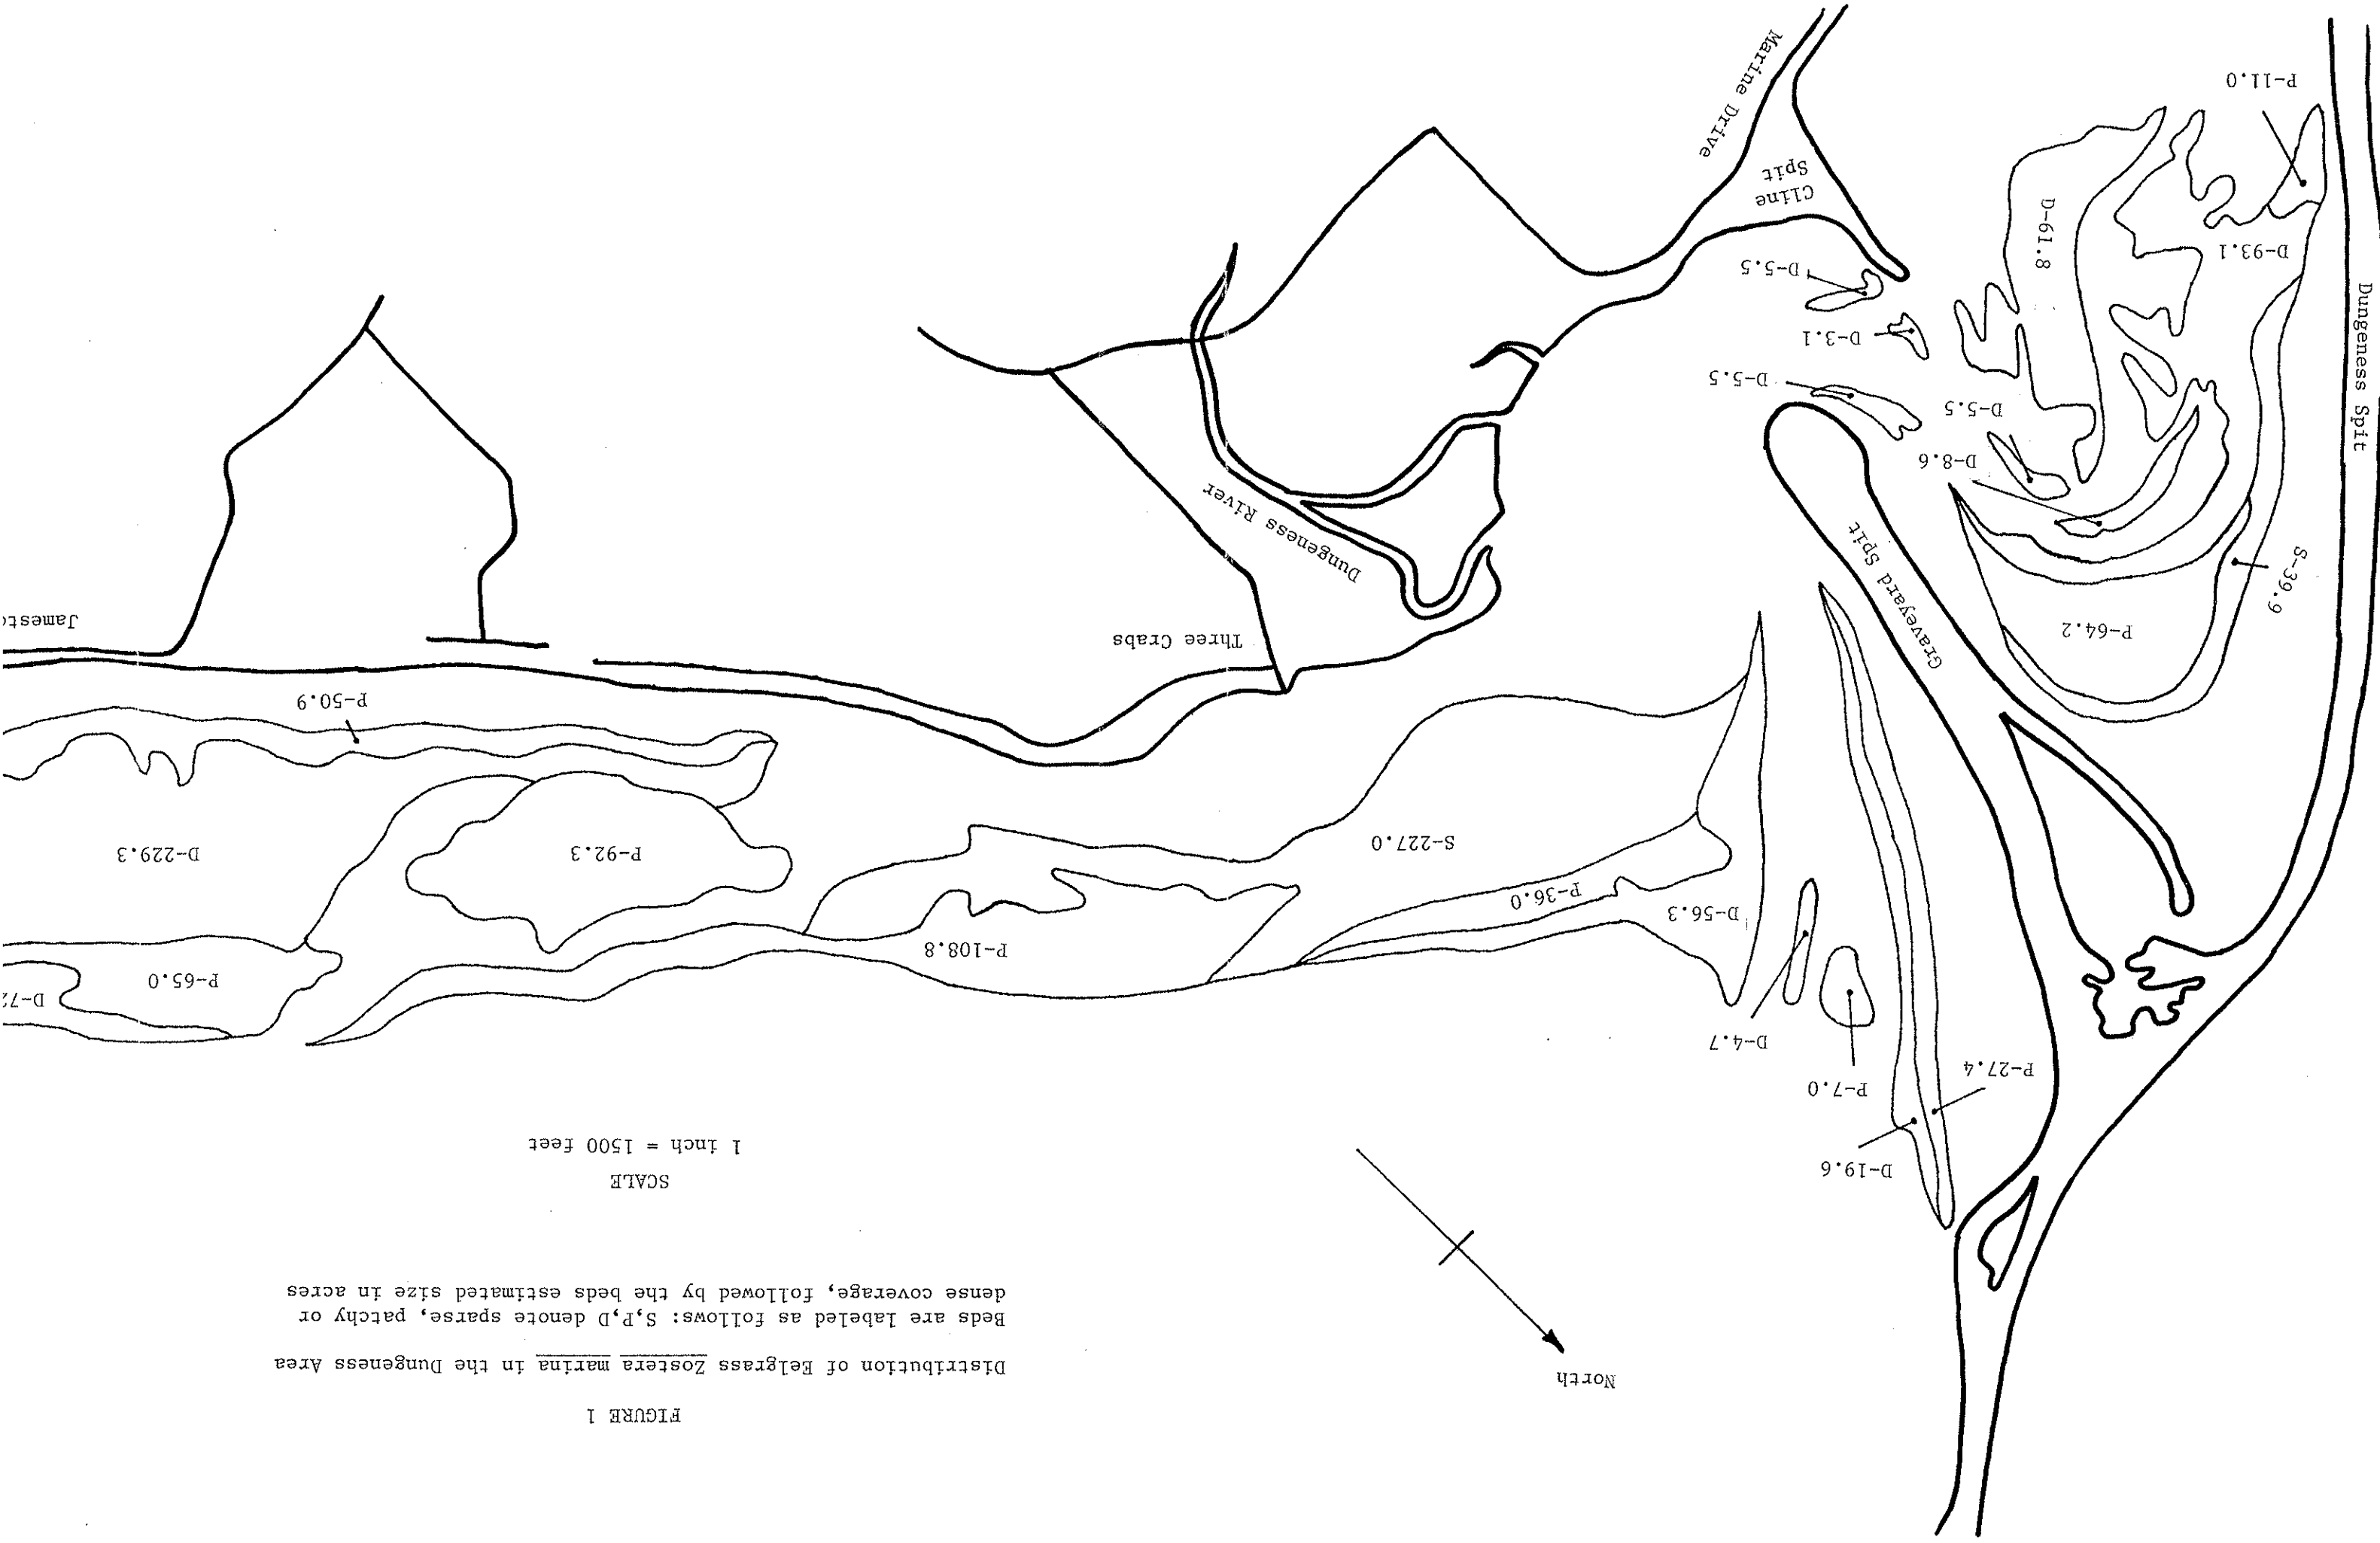 FIGURE 1
Distribution of Eelgrass Zostera marina in the Dungeness Area
Beds are labeled as follows: S,P,D denote sparse, patchy or
dense coverage, followed by the beds estimated size in acres
North
SCALE
1 inch = 1500 feet
D-19.6
P-27.4
P-7.0
D-4.7
D-56.3
P-36.0
S-227.0
P-108.8
P-92.3
P-65.0
D-229.3
P-50.9
Three Crabs
Dungeness River
Graveyard Spit
P-64.2
S-39.9
D-8.6
D-5.5
D-5.5
D-3.1
D-5.5
D-61.8
D-93.1
P-11.0
Cline
Spit
Marine Drive
Dungeness Spit